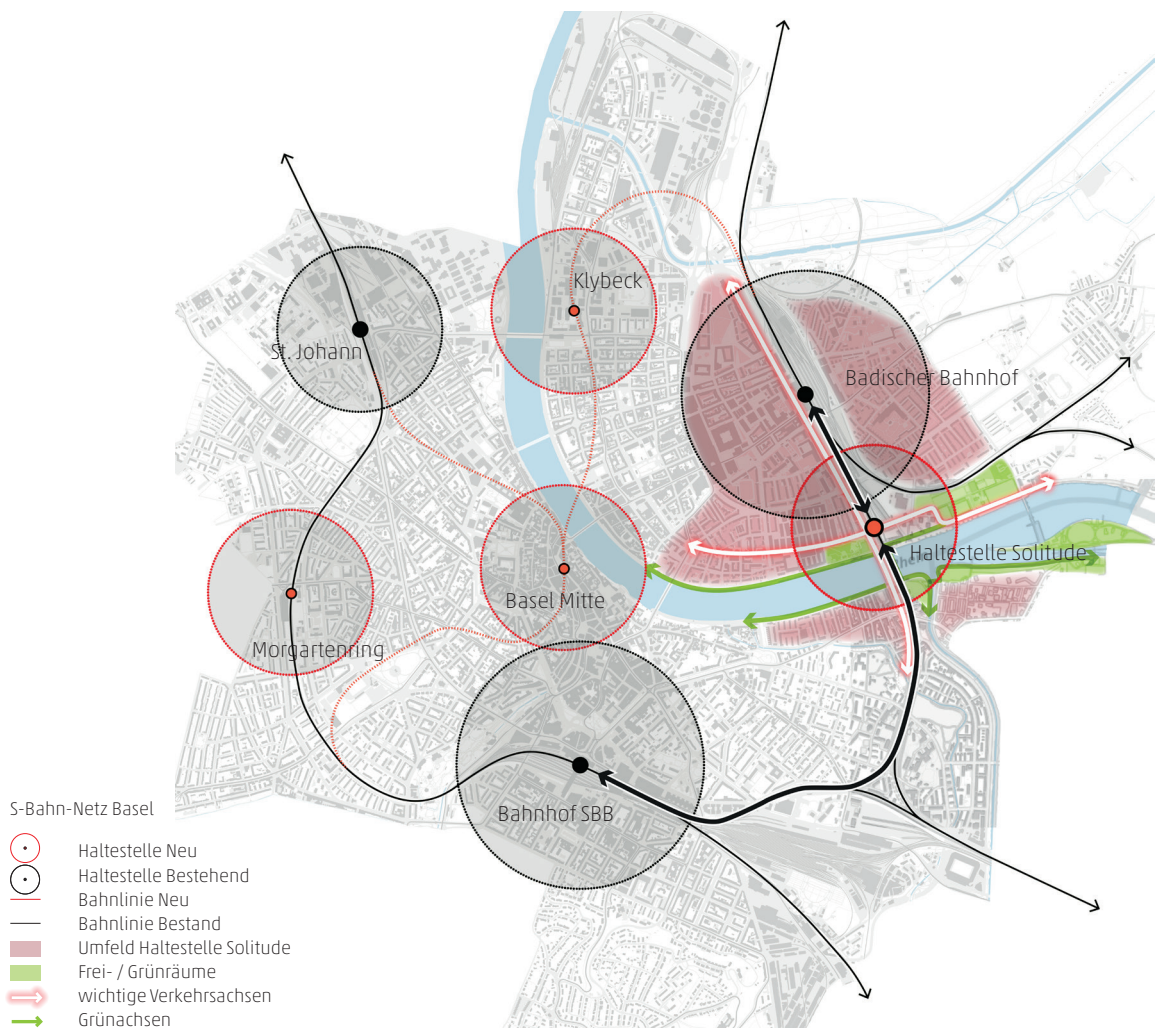 Klybeck
St. Johann
Badischer Bahnhof
Haltestelle Solitude
Basel Mitte
Morgartenring
Bahnhof SBB
S-Bahn-Netz Basel
Haltestelle Neu
Haltestelle Bestehend
Bahnlinie Neu
Bahnlinie Bestand
Umfeld Haltestelle Solitude
Frei- / Grünräume
wichtige Verkehrsachsen
Grünachsen